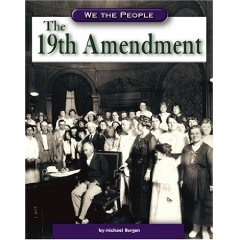 We the People
The
19th Amendment
by Michael Burgan